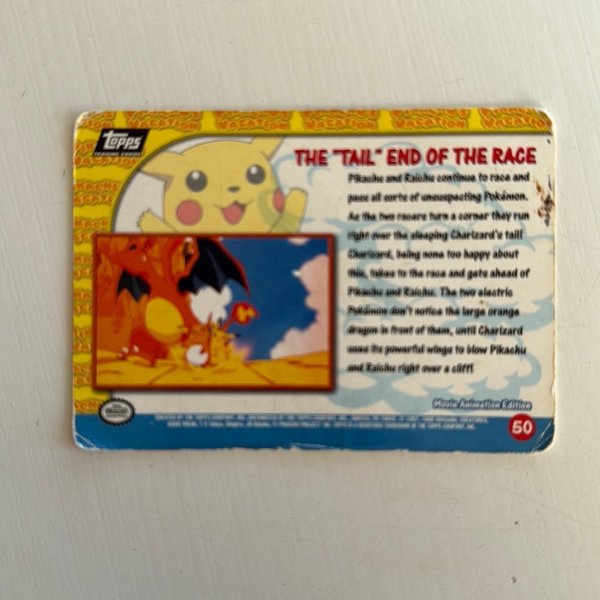 Topps
TRADING CARDS
THE "TAIL" END OF THE RACE
Pikachu and Raichu continue to race and
pass all sorts of unsuspecting Pokémon.
As the two racers turn a corner they run
right over the sleeping Charizard's tail!
Charizard, being none too happy about
this, takes to the race and gets ahead of
Pikachu and Raichu. The two electric
Pokémon don't notice the large orange
dragon in front of them, until Charizard
uses its powerful wings to blow Pikachu
and Raichu right over a cliff!
Movie Animation Edition
50